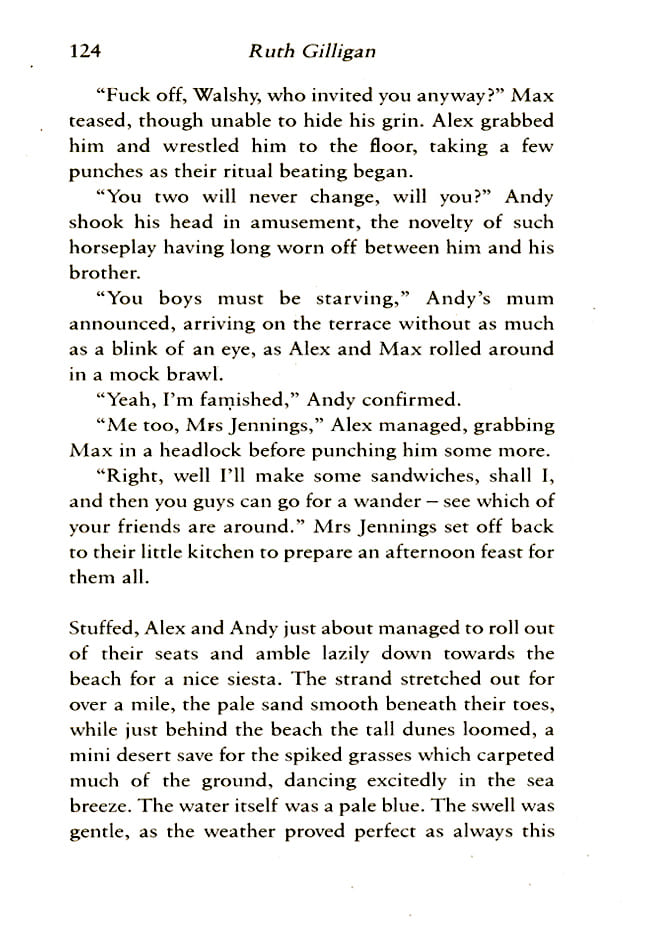 124 Ruth Gilligan
“Fuck off, Walshy, who invited you anyway?” Max
teased, though unable to hide his grin. Alex grabbed
him and wrestled him to the floor, taking a few
punches as their ritual beating began.
“You two will never change, will you?” Andy
shook his head in amusement, the novelty of such
horseplay having long worn off between him and his
brother.
“You boys must be starving,” Andy’s mum
announced, arriving on the terrace without as much
as a blink of an eye, as Alex and Max rolled around
in a mock brawl.
“Yeah, I’m famished,” Andy confirmed.
“Me too, Mrs Jennings,” Alex managed, grabbing
Max in a headlock before punching him some more.
“Right, well I’ll make some sandwiches, shall I,
and then you guys can go for a wander – see which of
your friends are around.” Mrs Jennings set off back
to their little kitchen to prepare an afternoon feast for
them all.
Stuffed, Alex and Andy just about managed to roll out
of their seats and amble lazily down towards the
beach for a nice siesta. The strand stretched out for
over a mile, the pale sand smooth beneath their toes,
while just behind the beach the tall dunes loomed, a
mini desert save for the spiked grasses which carpeted
much of the ground, dancing excitedly in the sea
breeze. The water itself was a pale blue. The swell was
gentle, as the weather proved perfect as always this